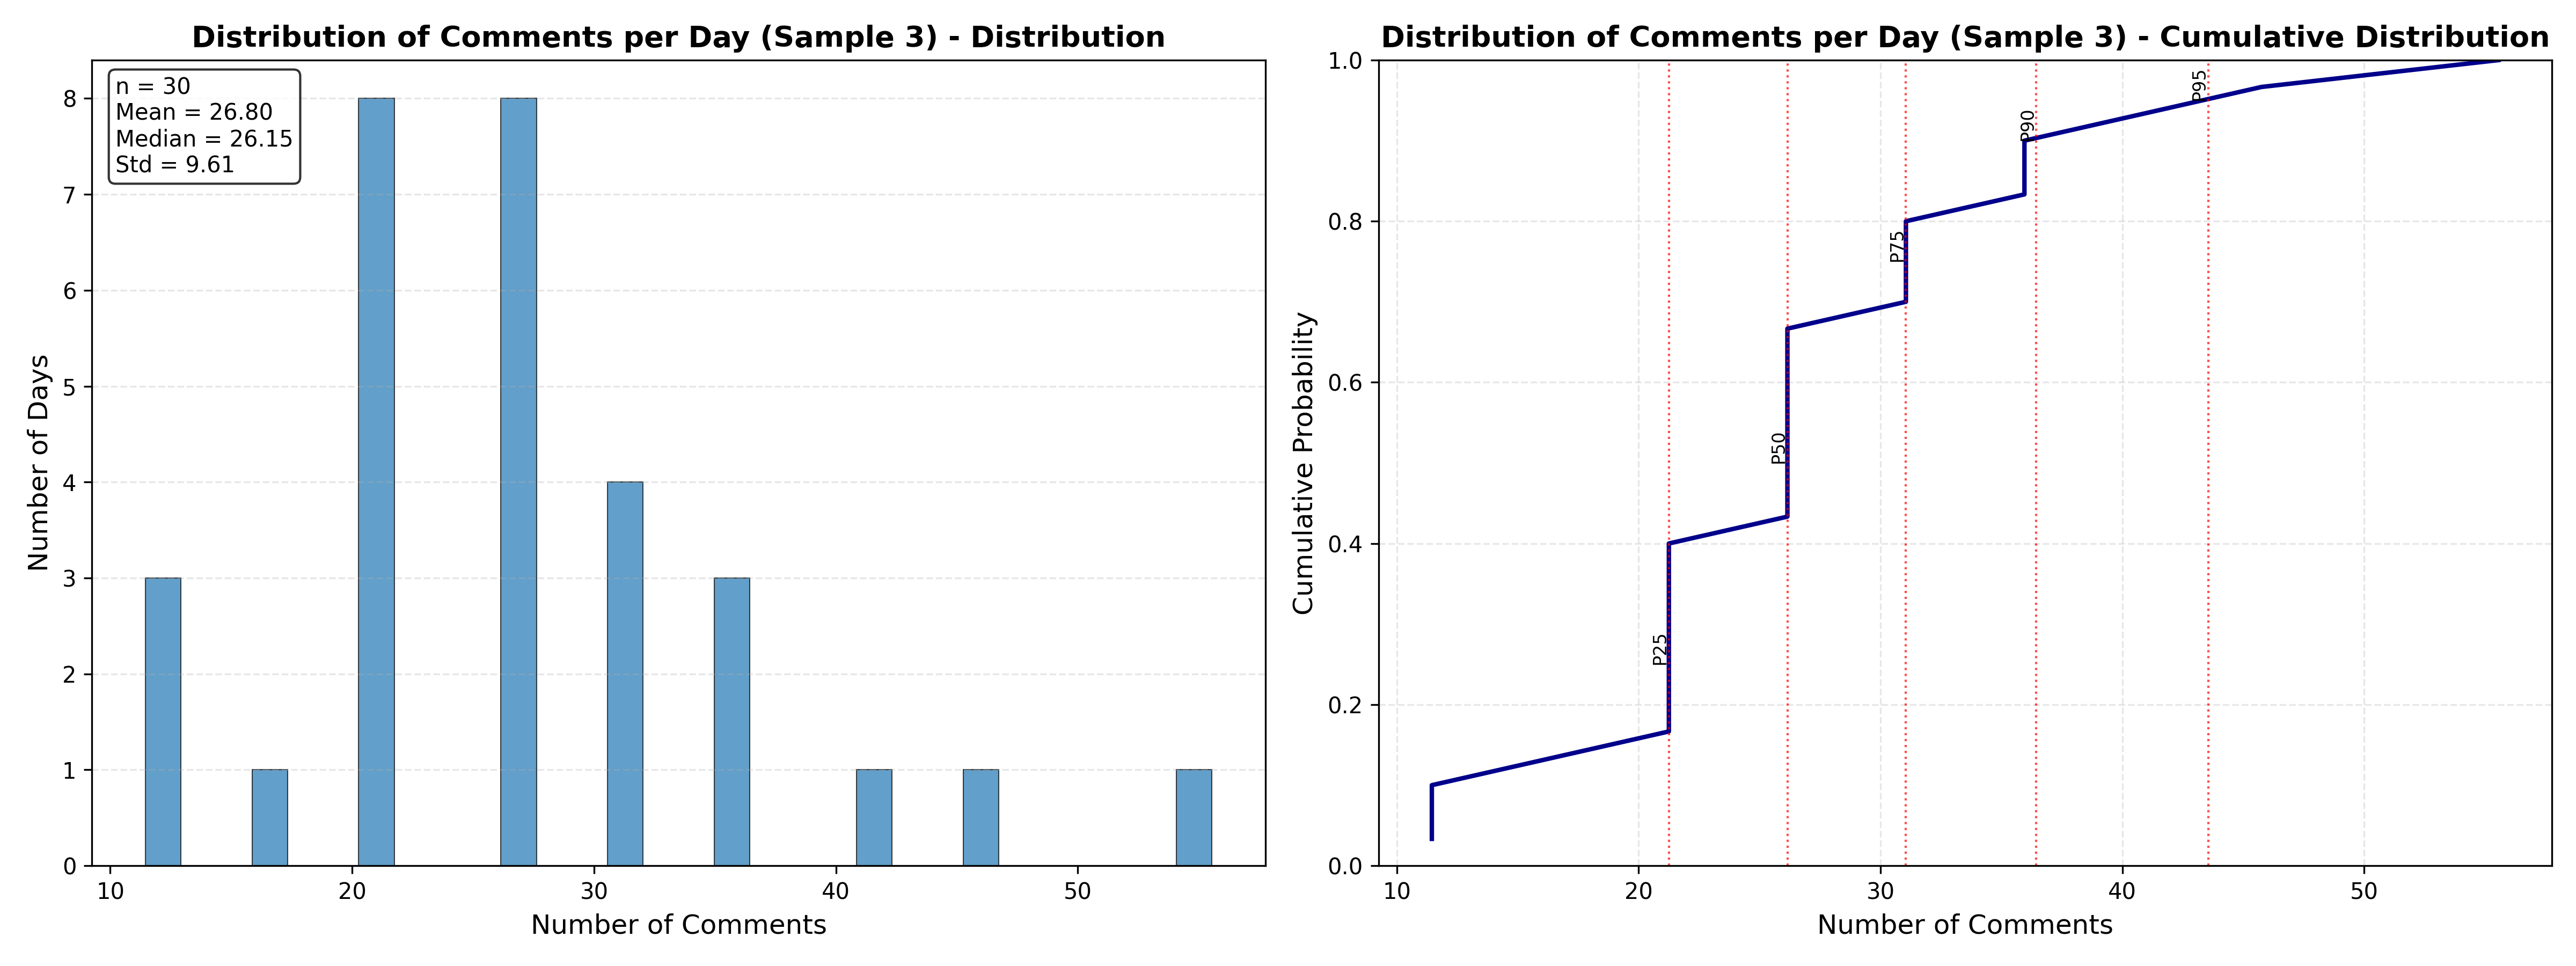 Distribution of Comments per Day (Sample 3) - Distribution
n = 30
Mean = 26.80
Median = 26.15
Std = 9.61
8
7
6
5
4
3
2
1
0
Number of Days
10 20 30 40 50
Number of Comments
Distribution of Comments per Day (Sample 3) - Cumulative Distribution
1.0
0.8
0.6
0.4
0.2
0.0
Cumulative Probability
P25
P50
P75
P90
P95
10 20 30 40 50
Number of Comments